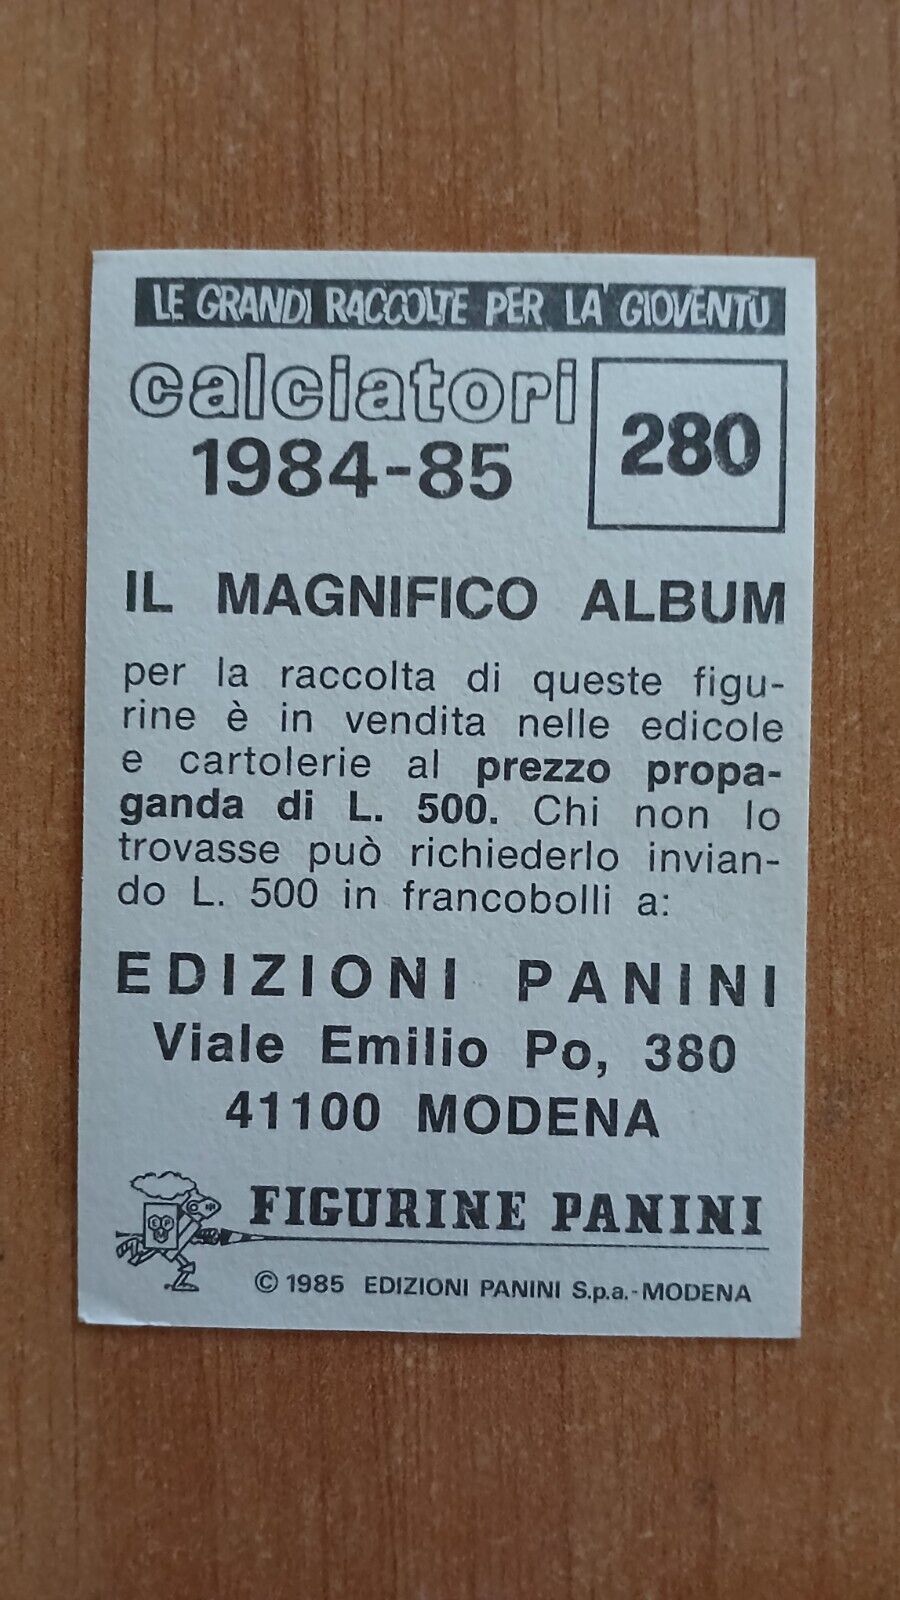 LE GRANDI RACCOLTE PER LA GIOVENTÙ
calciatori
1984-85
280
IL MAGNIFICO ALBUM
per la raccolta di queste figu-
rine è in vendita nelle edicole
e cartolerie al prezzo propa-
ganda di L. 500. Chi non lo
trovasse può richiederlo invian-
do L. 500 in francobolli a:
EDIZIONI PANINI
Viale Emilio Po, 380
41100 MODENA
FIGURINE PANINI
© 1985 EDIZIONI PANINI S.p.a.-MODENA